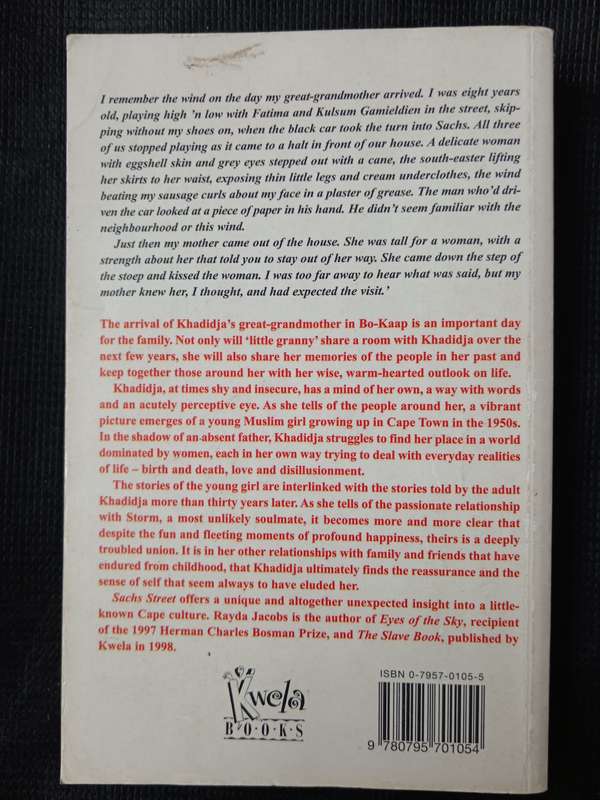 I remember the wind on the day my great-grandmother arrived. I was eight years
old, playing high 'n low with Fatima and Kulsum Gamieldien in the street, skip-
ping without my shoes on, when the black car took the turn into Sachs. All three
of us stopped playing as it came to a halt in front of our house. A delicate woman
with eggshell skin and grey eyes stepped out with a cane, the south-easter lifting
her skirts to her waist, exposing thin little legs and cream underclothes, the wind
beating my sausage curls about my face in a plaster of grease. The man who'd dri-
ven the car looked at a piece of paper in his hand. He didn't seem familiar with the
neighbourhood or this wind.
Just then my mother came out of the house. She was tall for a woman, with a
strength about her that told you to stay out of her way. She came down the step of
the stoep and kissed the woman. I was too far away to hear what was said, but my
mother knew her, I thought, and had expected the visit.'
The arrival of Khadidja's great-grandmother in Bo-Kaap is an important day
for the family. Not only will 'little granny' share a room with Khadidja over the
next few years, she will also share her memories of the people in her past and
keep together those around her with her wise, warm-hearted outlook on life.
Khadidja, at times shy and insecure, has a mind of her own, a way with words
and an acutely perceptive eye. As she tells of the people around her, a vibrant
picture emerges of a young Muslim girl growing up in Cape Town in the 1950s.
In the shadow of an absent father, Khadidja struggles to find her place in a world
dominated by women, each in her own way trying to deal with everyday realities
of life – birth and death, love and disillusionment.
The stories of the young girl are interlinked with the stories told by the adult
Khadidja more than thirty years later. As she tells of the passionate relationship
with Storm, a most unlikely soulmate, it becomes more and more clear that
despite the fun and fleeting moments of profound happiness, theirs is a deeply
troubled union. It is in her other relationships with family and friends that have
endured from childhood, that Khadidja ultimately finds the reassurance and the
sense of self that seem always to have eluded her.
Sachs Street offers a unique and altogether unexpected insight into a little-
known Cape culture. Rayda Jacobs is the author of Eyes of the Sky, recipient
of the 1997 Herman Charles Bosman Prize, and The Slave Book, published by
Kwela in 1998.
Kwela
B·O·O·K·S
ISBN 0-7957-0105-5
9 780795 701054